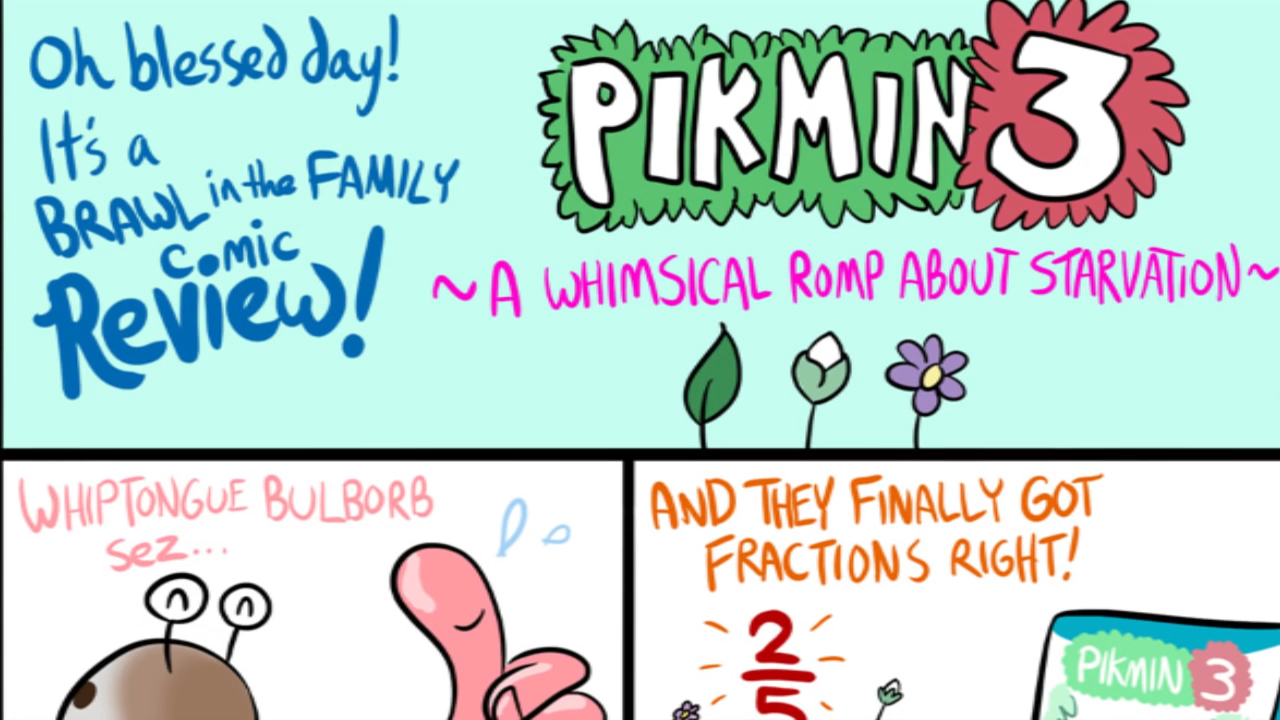 Oh blessed day!
It's a
BRAWL in the FAMILY
comic
Review!
PIKMIN 3
~A WHIMSICAL ROMP ABOUT STARVATION~
WHIPTONGUE BULBORB
sez...
AND THEY FINALLY GOT
FRACTIONS RIGHT!
2
5
PIKMIN 3